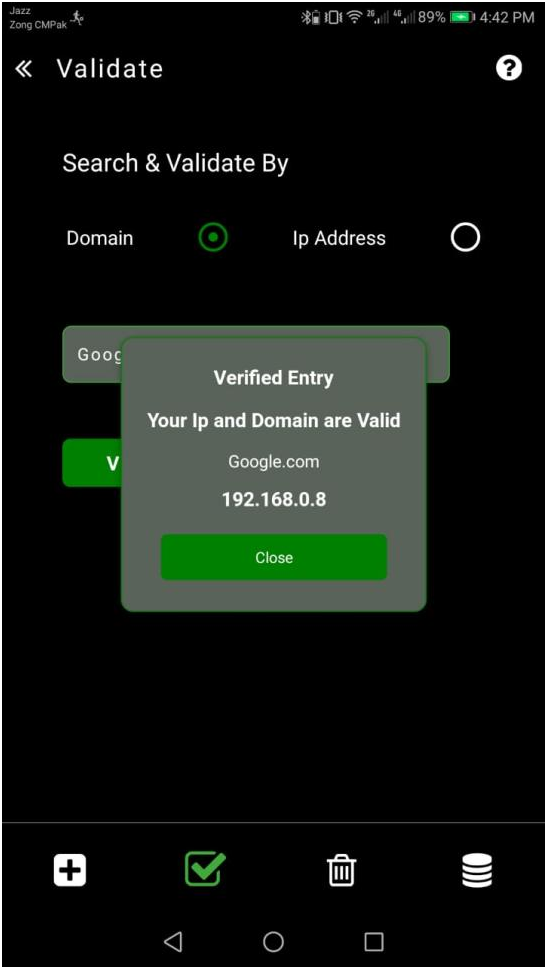 Jazz
Zong CMPak 2G 4G 89% 4:42 PM
« Validate ?
Search & Validate By
Domain Ip Address
Goog
Verified Entry
Your Ip and Domain are Valid
Google.com
V
192.168.0.8
Close